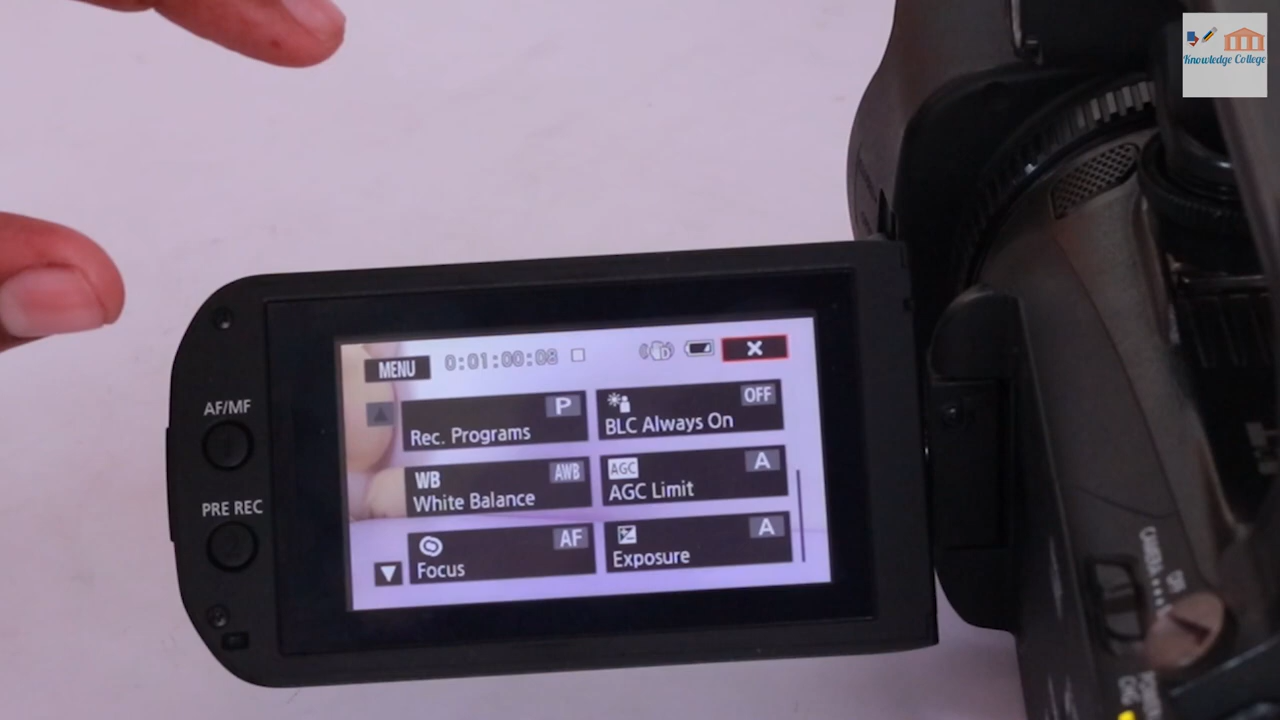 Knowledge College
AF/MF
PRE REC
MENU
0:01:00:08
D
P
Rec. Programs
OFF
BLC Always On
WB
AWB
White Balance
AGC
A
AGC Limit
AF
Focus
A
Exposure
CAMERA